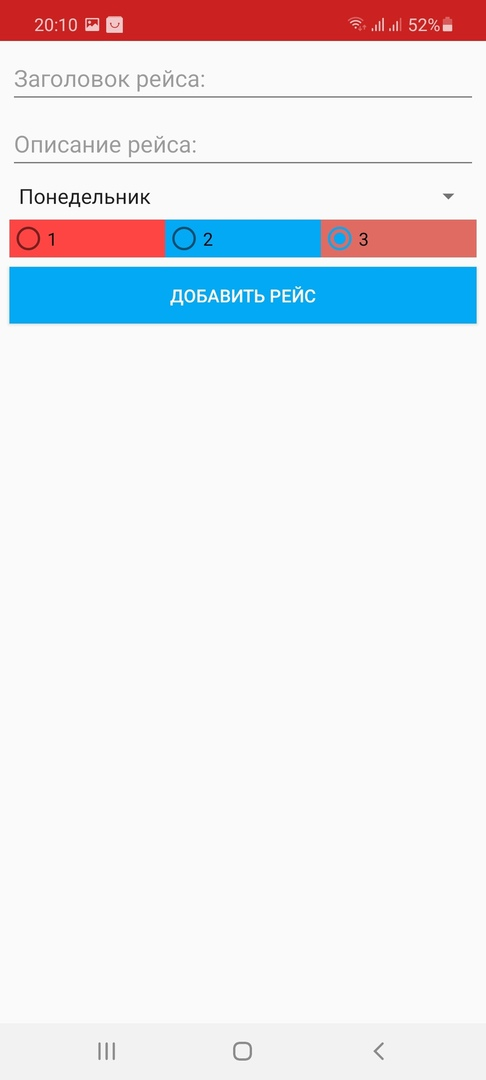 20:10 52%
Заголовок рейса:
Описание рейса:
Понедельник
1 2 3
ДОБАВИТЬ РЕЙС